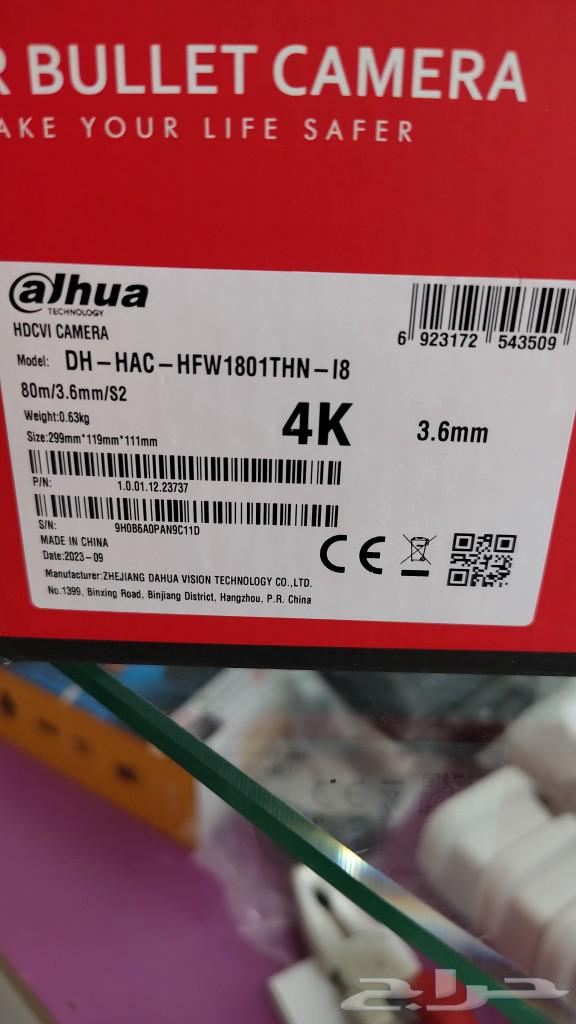 R BULLET CAMERA
AKE YOUR LIFE SAFER
alhua
TECHNOLOGY
HDCVI CAMERA
Model: DH-HAC-HFW1801THN-I8
80m/3.6mm/S2
Weight:0.63kg
Size:299mm*119mm*111mm
4K
3.6mm
6 923172 543509
P/N: 1.0.01.12.23737
S/N: 9H0B6A0PAN9C11D
MADE IN CHINA
Date:2023-09
Manufacturer:ZHEJIANG DAHUA VISION TECHNOLOGY CO.,LTD.
No.1399, Binxing Road, Binjiang District, Hangzhou, P.R. China
CE
حراج